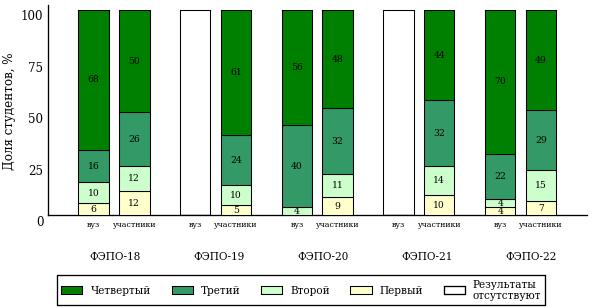 Доля студентов, %
100
75
50
25
0
68 50 61 56 48 44 70 49
16 26 24 40 32 32 22 29
10 12 10 4 11 14 4 15
6 12 5 9 10 4 7
вуз участники вуз участники вуз участники вуз участники вуз участники
ФЭПО-18 ФЭПО-19 ФЭПО-20 ФЭПО-21 ФЭПО-22
Четвертый Третий Второй Первый Результаты
отсутствуют